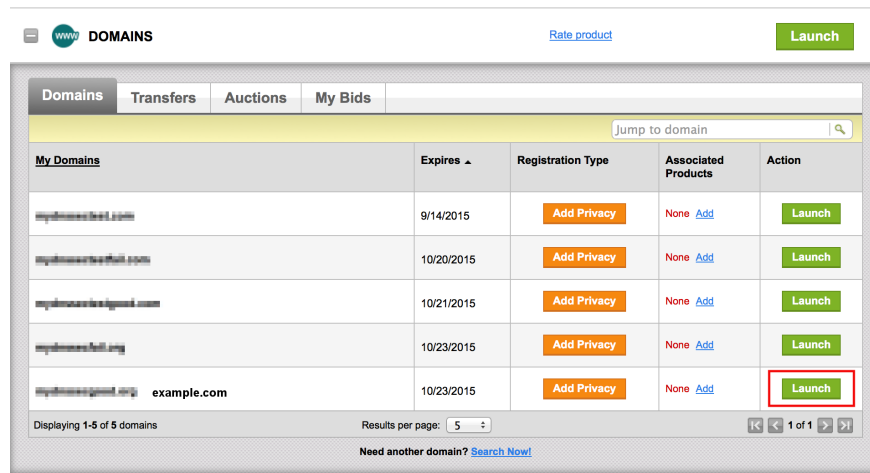 www DOMAINS Rate product Launch
Domains Transfers Auctions My Bids
Jump to domain
My Domains Expires Registration Type Associated Products Action
9/14/2015 Add Privacy None Add Launch
10/20/2015 Add Privacy None Add Launch
10/21/2015 Add Privacy None Add Launch
10/23/2015 Add Privacy None Add Launch
example.com 10/23/2015 Add Privacy None Add Launch
Displaying 1-5 of 5 domains Results per page: 5 1 of 1
Need another domain? Search Now!